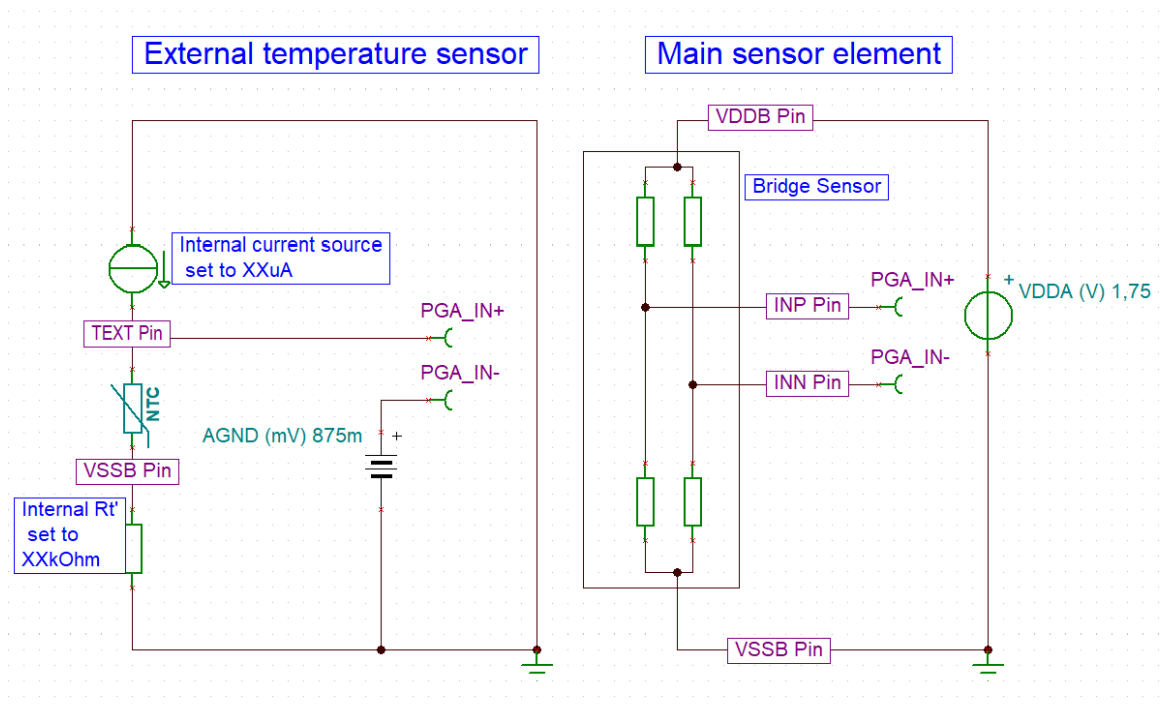 External temperature sensor
Main sensor element
VDDB Pin
Bridge Sensor
Internal current source
set to XXuA
PGA_IN+
PGA_IN+
+
VDDA (V) 1,75
INP Pin
TEXT Pin
PGA_IN-
PGA_IN-
INN Pin
NTC
AGND (mV) 875m
+
VSSB Pin
Internal Rt'
set to
XXkOhm
VSSB Pin